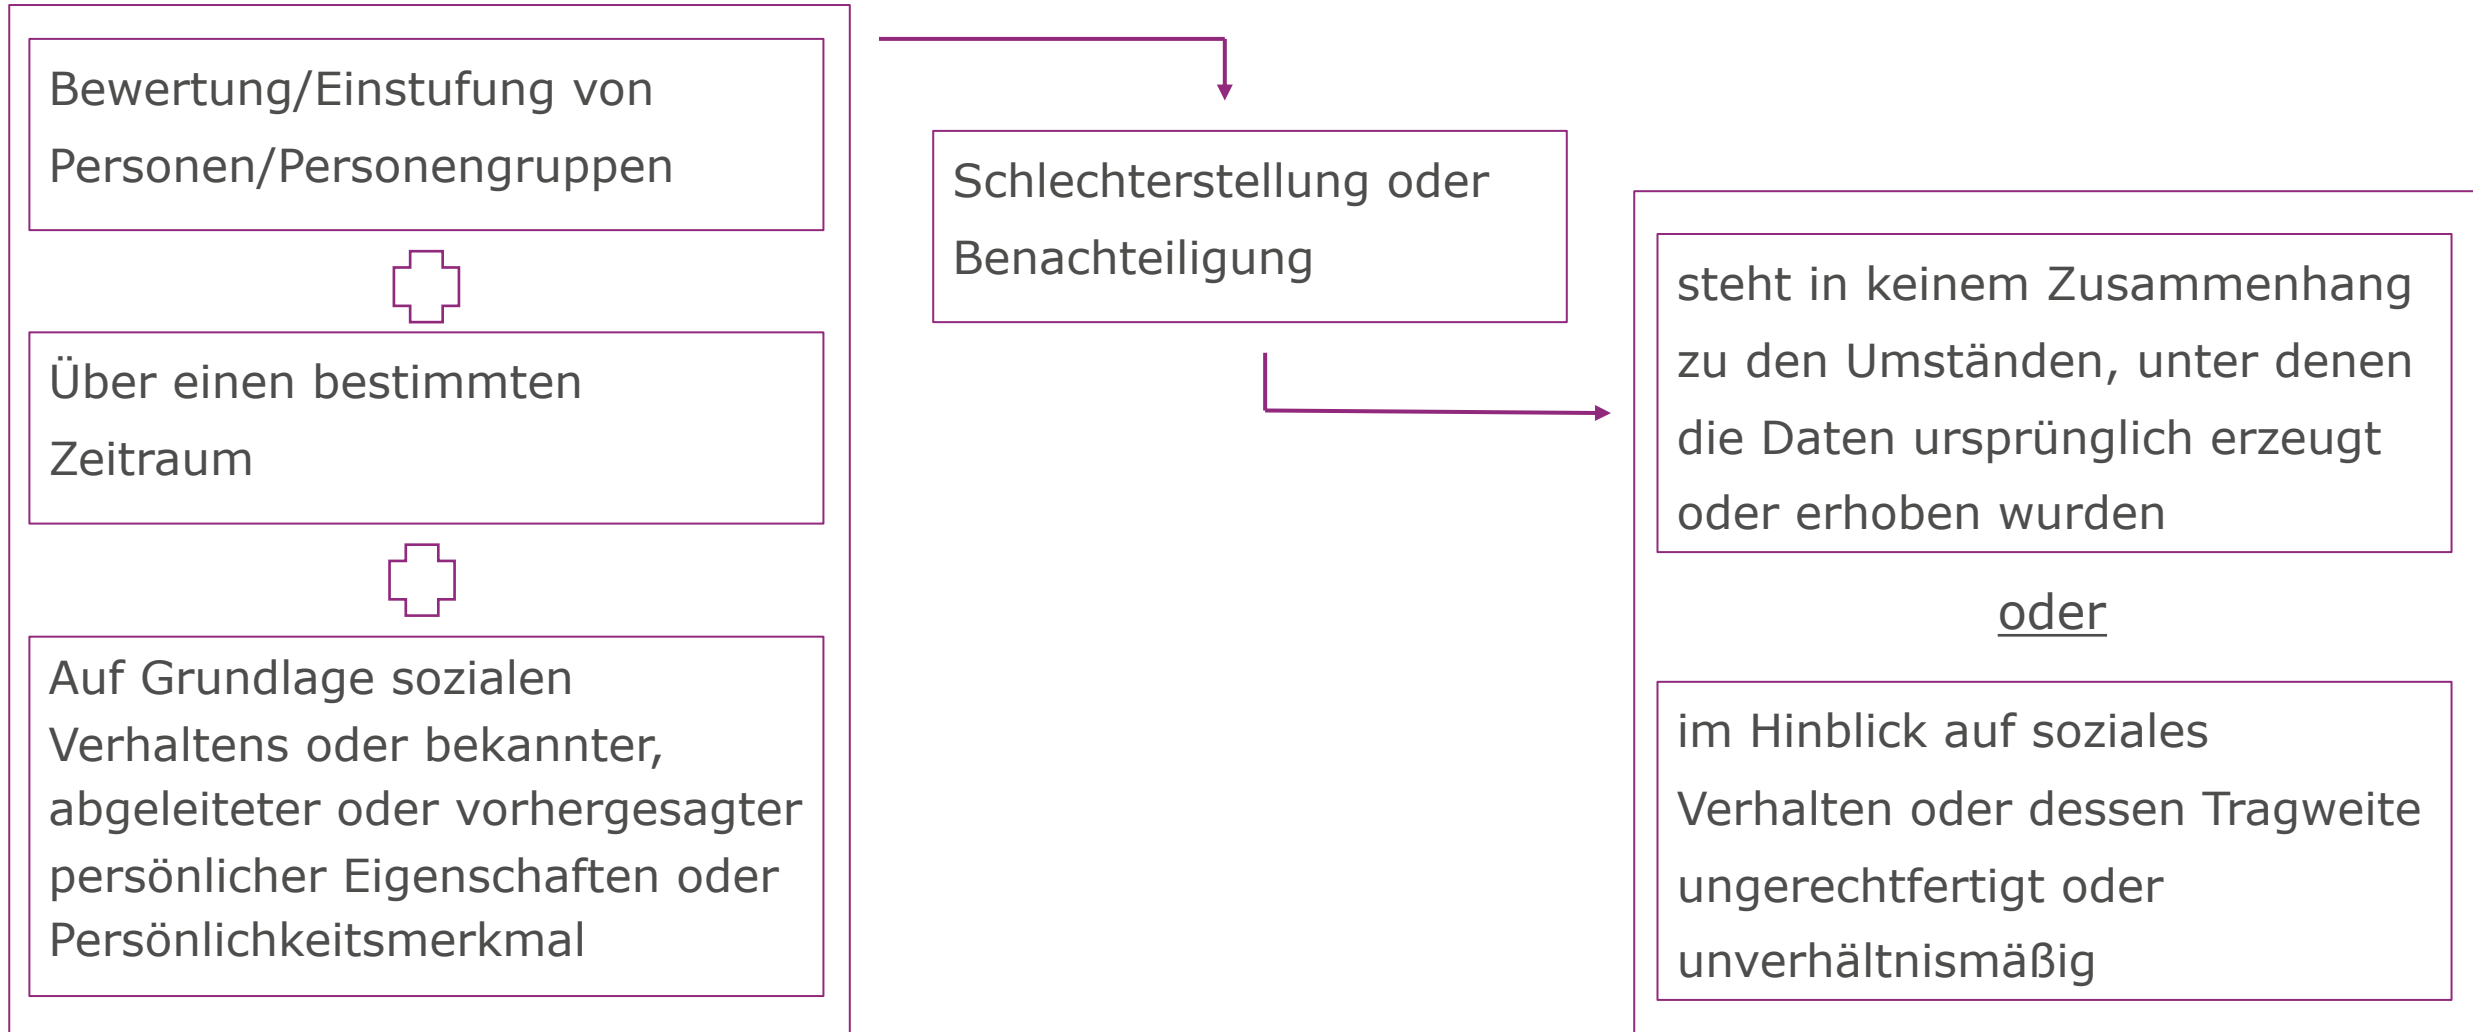 Bewertung/Einstufung von
Personen/Personengruppen
Über einen bestimmten
Zeitraum
Auf Grundlage sozialen
Verhaltens oder bekannter,
abgeleiteter oder vorhergesagter
persönlicher Eigenschaften oder
Persönlichkeitsmerkmal
Schlechterstellung oder
Benachteiligung
steht in keinem Zusammenhang
zu den Umständen, unter denen
die Daten ursprünglich erzeugt
oder erhoben wurden
oder
im Hinblick auf soziales
Verhalten oder dessen Tragweite
ungerechtfertigt oder
unverhältnismäßig